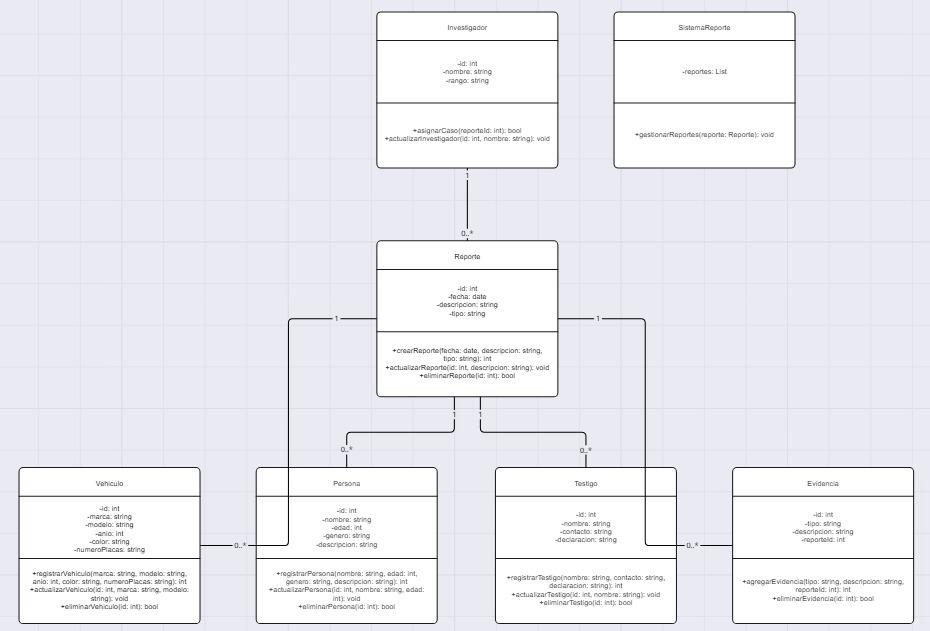 Investigador
-id: int
-nombre: string
-rango: string
+asignarCaso(reporteId: int): bool
+actualizarInvestigador(id: int, nombre: string): void
SistemaReporte
-reportes: List
+gestionarReportes(reporte: Reporte): void
1
0..*
Reporte
-id: int
-fecha: date
-descripcion: string
-tipo: string
+crearReporte(fecha: date, descripcion: string,
tipo: string): int
+actualizarReporte(id: int, descripcion: string): void
+eliminarReporte(id: int): bool
1
1
1
1
0..*
0..*
Vehiculo
-id: int
-marca: string
-modelo: string
-anio: int
-color: string
-numeroPlacas: string
+registrarVehiculo(marca: string, modelo: string,
anio: int, color: string, numeroPlacas: string): int
+actualizarVehiculo(id: int, marca: string, modelo:
string): void
+eliminarVehiculo(id: int): bool
0..*
Persona
-id: int
-nombre: string
-edad: int
-genero: string
-descripcion: string
+registrarPersona(nombre: string, edad: int,
genero: string, descripcion: string): int
+actualizarPersona(id: int, nombre: string, edad:
int): void
+eliminarPersona(id: int): bool
Testigo
-id: int
-nombre: string
-contacto: string
-declaracion: string
+registrarTestigo(nombre: string, contacto: string,
declaracion: string): int
+actualizarTestigo(id: int, nombre: string): void
+eliminarTestigo(id: int): bool
0..*
Evidencia
-id: int
-tipo: string
-descripcion: string
-reporteId: int
+agregarEvidencia(tipo: string, descripcion: string,
reporteId: int): int
+eliminarEvidencia(id: int): bool